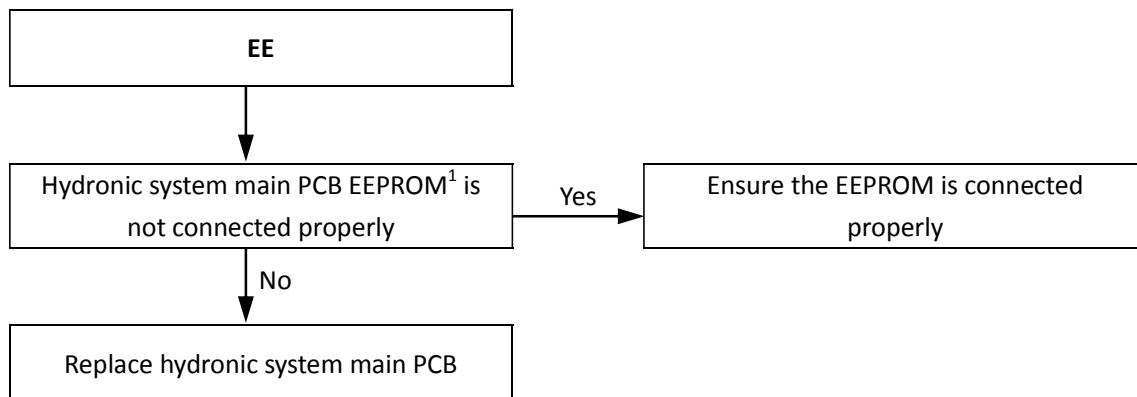 EE
Hydronic system main PCB EEPROM¹ is
not connected properly
Yes
Ensure the EEPROM is connected
properly
No
Replace hydronic system main PCB